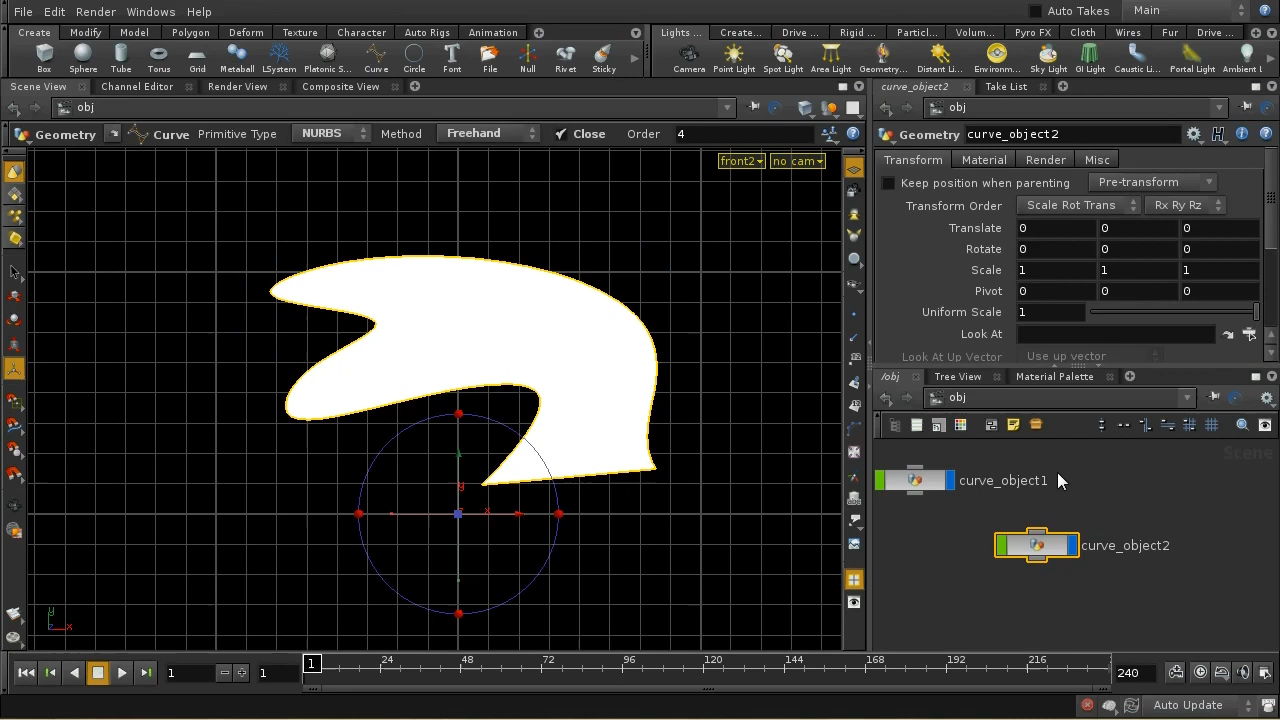 File Edit Render Windows Help Auto Takes Main
Create Modify Model Polygon Deform Texture Character Auto Rigs Animation Lights ... Create... Drive ... Rigid ... Particl... Volum... Pyro FX Cloth Wires Fur Drive ...
Box Sphere Tube Torus Grid Metaball LSystem Platonic S... Curve Circle Font File Null Rivet Sticky Camera Point Light Spot Light Area Light Geometry... Distant Li... Environm... Sky Light GI Light Caustic Li... Portal Light Ambient L
Scene View Channel Editor Render View Composite View curve_object2 Take List
obj obj
Geometry Curve Primitive Type NURBS Method Freehand Close Order 4 Geometry curve_object2
front2 no cam
Transform Material Render Misc
Keep position when parenting Pre-transform
Transform Order Scale Rot Trans Rx Ry Rz
Translate 0 0 0
Rotate 0 0 0
Scale 1 1 1
Pivot 0 0 0
Uniform Scale 1
Look At
Look At Up Vector Use up vector
/obj Tree View Material Palette
obj
Scene
curve_object1
curve_object2
y
x
y
x
1 1 1 24 48 72 96 120 144 168 192 216 240
Auto Update